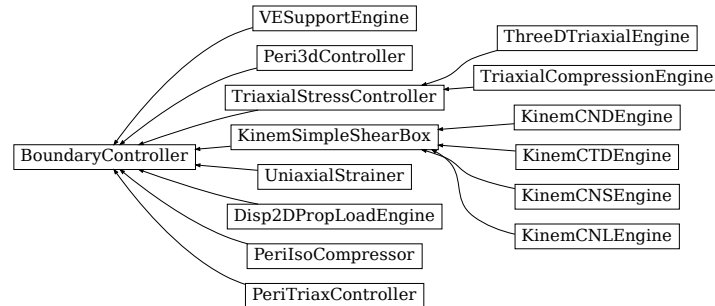 VESupportEngine
ThreeDTriaxialEngine
Peri3dController
TriaxialCompressionEngine
TriaxialStressController
KinemCNDEngine
KinemSimpleShearBox
BoundaryController
KinemCTDEngine
UniaxialStrainer
KinemCNSEngine
Disp2DPropLoadEngine
KinemCNLEngine
PeriIsoCompressor
PeriTriaxController